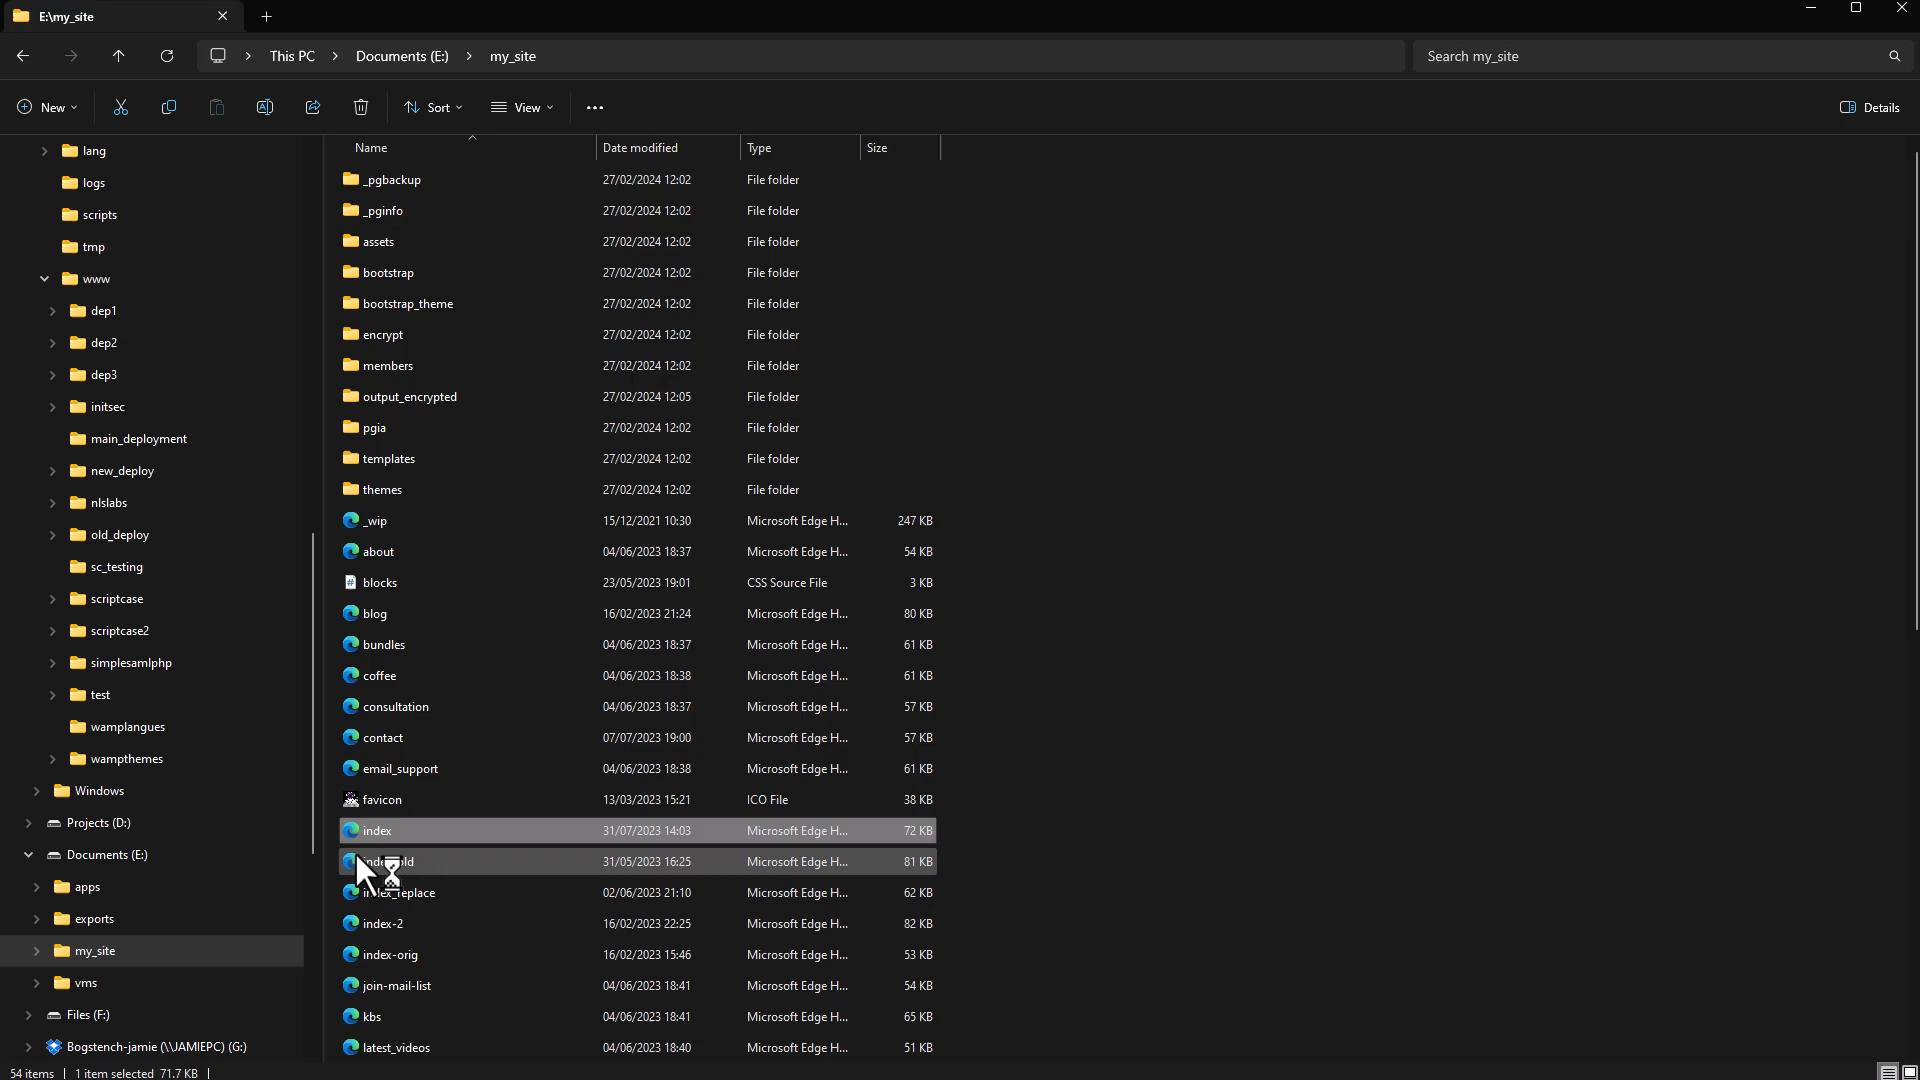 E:\my_site
This PC
Documents (E:)
my_site
Search my_site
New
Sort
View
Details
lang
logs
scripts
tmp
www
dep1
dep2
dep3
initsec
main_deployment
new_deploy
nlslabs
old_deploy
sc_testing
scriptcase
scriptcase2
simplesamlphp
test
wamplangues
wampthemes
Windows
Projects (D:)
Documents (E:)
apps
exports
my_site
vms
Files (F:)
Bogstench-jamie (\\JAMIEPC) (G:)
Name Date modified Type Size
_pgbackup 27/02/2024 12:02 File folder
_pginfo 27/02/2024 12:02 File folder
assets 27/02/2024 12:02 File folder
bootstrap 27/02/2024 12:02 File folder
bootstrap_theme 27/02/2024 12:02 File folder
encrypt 27/02/2024 12:02 File folder
members 27/02/2024 12:02 File folder
output_encrypted 27/02/2024 12:05 File folder
pgia 27/02/2024 12:02 File folder
templates 27/02/2024 12:02 File folder
themes 27/02/2024 12:02 File folder
_wip 15/12/2021 10:30 Microsoft Edge H... 247 KB
about 04/06/2023 18:37 Microsoft Edge H... 54 KB
blocks 23/05/2023 19:01 CSS Source File 3 KB
blog 16/02/2023 21:24 Microsoft Edge H... 80 KB
bundles 04/06/2023 18:37 Microsoft Edge H... 61 KB
coffee 04/06/2023 18:38 Microsoft Edge H... 61 KB
consultation 04/06/2023 18:37 Microsoft Edge H... 57 KB
contact 07/07/2023 19:00 Microsoft Edge H... 57 KB
email_support 04/06/2023 18:38 Microsoft Edge H... 61 KB
favicon 13/03/2023 15:21 ICO File 38 KB
index 31/07/2023 14:03 Microsoft Edge H... 72 KB
31/05/2023 16:25 Microsoft Edge H... 81 KB
index_replace 02/06/2023 21:10 Microsoft Edge H... 62 KB
index-2 16/02/2023 22:25 Microsoft Edge H... 82 KB
index-orig 16/02/2023 15:46 Microsoft Edge H... 53 KB
join-mail-list 04/06/2023 18:41 Microsoft Edge H... 54 KB
kbs 04/06/2023 18:41 Microsoft Edge H... 65 KB
latest_videos 04/06/2023 18:40 Microsoft Edge H... 51 KB
54 items 1 item selected 71.7 KB